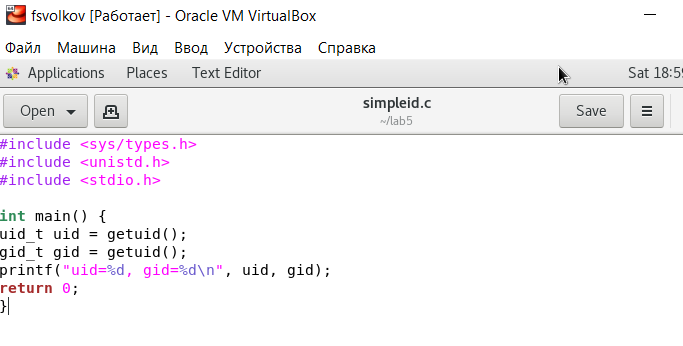 fsvolkov [Работает] - Oracle VM VirtualBox
Файл Машина Вид Ввод Устройства Справка
Applications Places Text Editor Sat 18:59
Open simpleid.c Save
~/lab5
#include <sys/types.h>
#include <unistd.h>
#include <stdio.h>
int main() {
uid_t uid = getuid();
gid_t gid = getuid();
printf("uid=%d, gid=%d\n", uid, gid);
return 0;
}